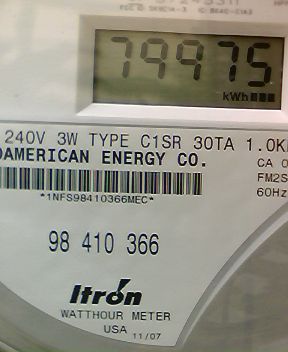 79975
kWh
240V 3W TYPE C1SR 30TA 1.0K
AMERICAN ENERGY CO.
CA 0
FM2S
60Hz
*1NFS98410366MEC*
98 410 366
Itron
WATTHOUR METER
USA 11/07